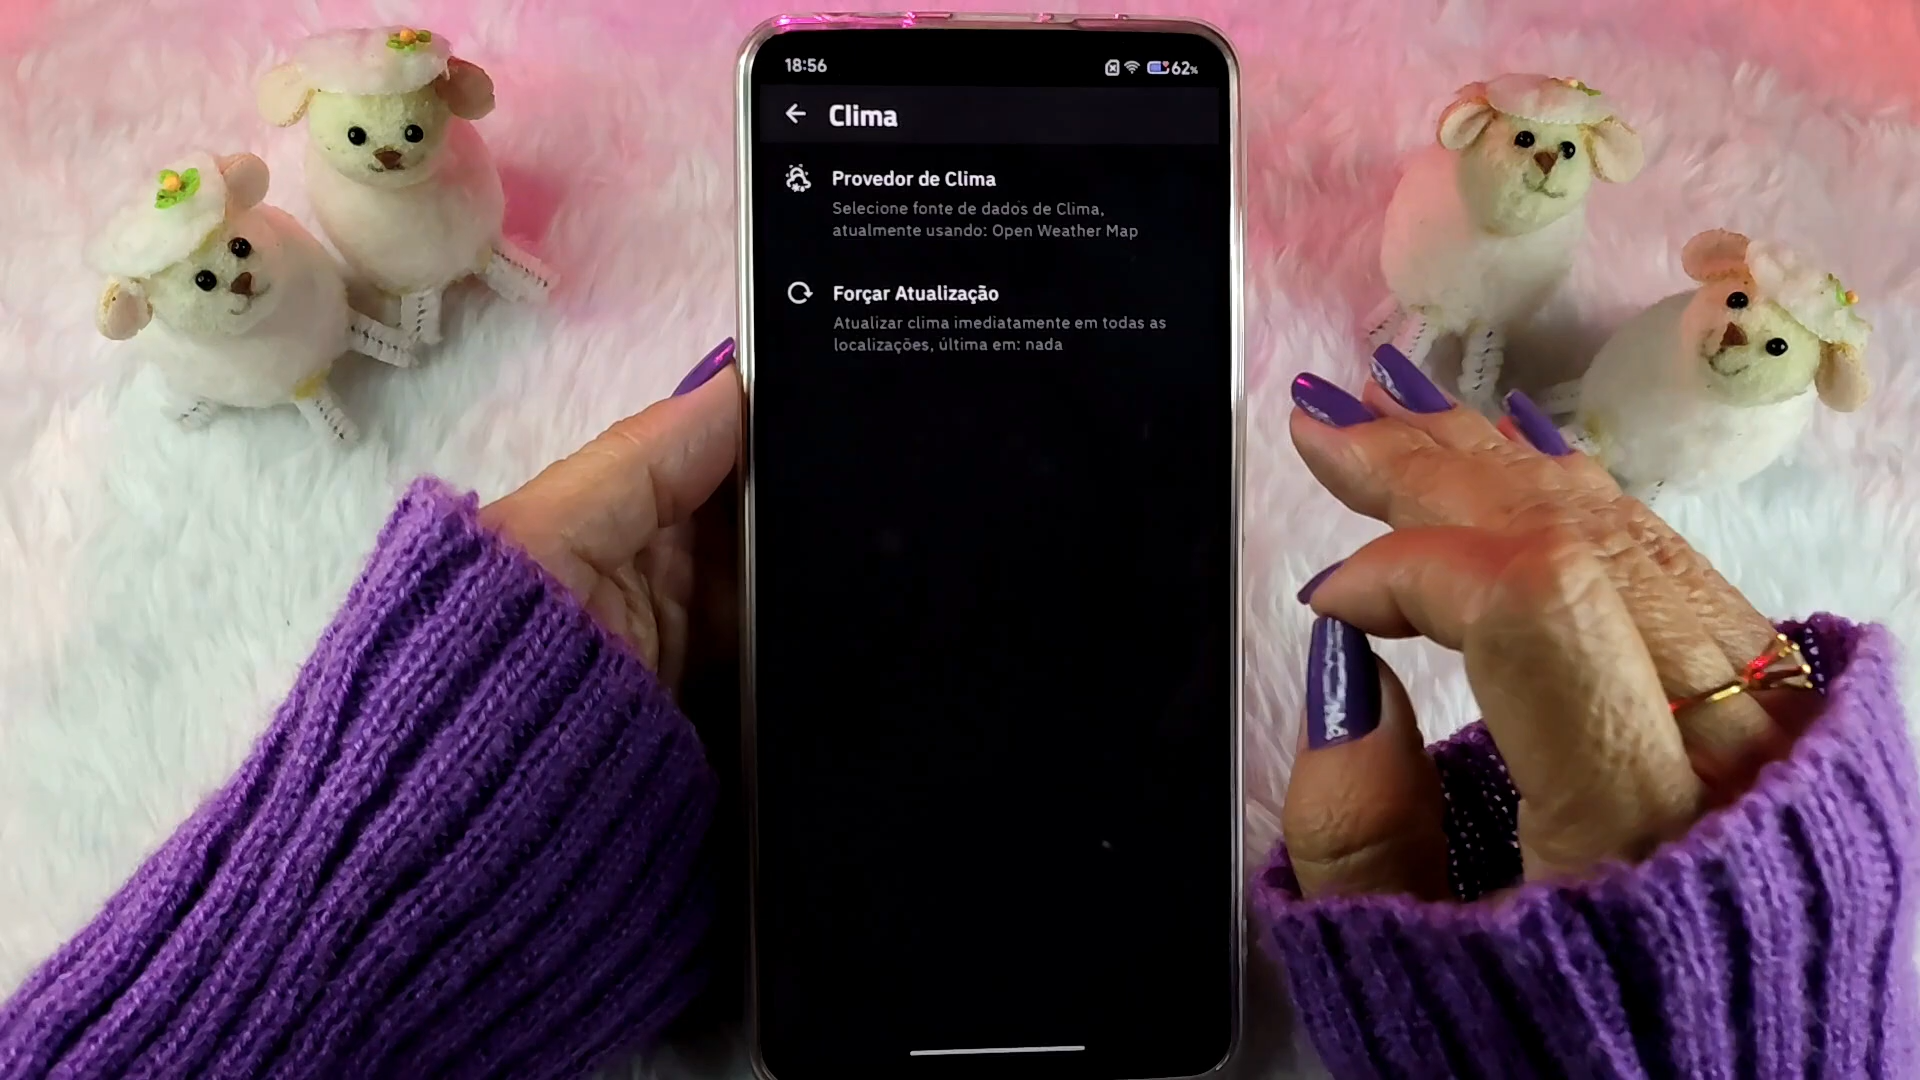 18:56
62%
Clima
Provedor de Clima
Selecione fonte de dados de Clima,
atualmente usando: Open Weather Map
Forçar Atualização
Atualizar clima imediatamente em todas as
localizações, última em: nada